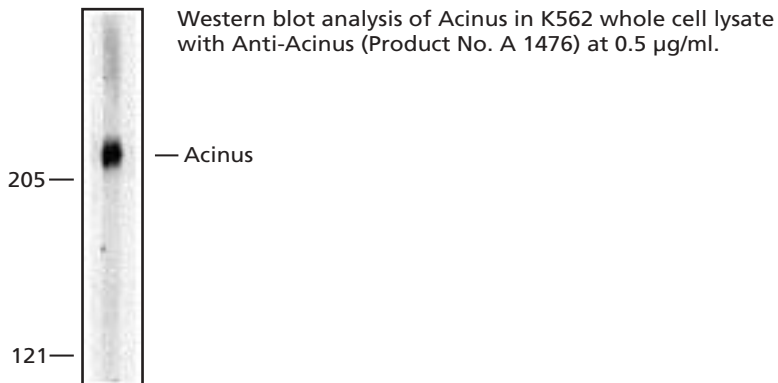 Western blot analysis of Acinus in K562 whole cell lysate
with Anti-Acinus (Product No. A 1476) at 0.5 µg/ml.
— Acinus
205—
121—